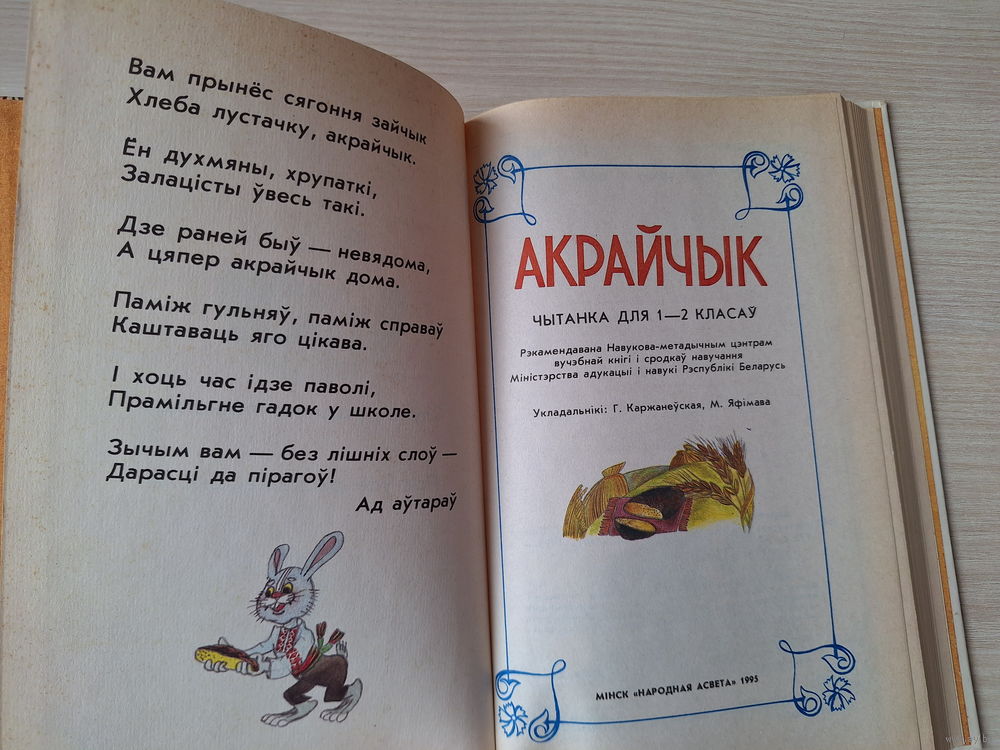 Вам прынёс сягоння зайчык
Хлеба лустачку, акрайчык.
Ён духмяны, хрупаткі,
Залацісты ўвесь такі.
Дзе раней быў — невядома,
А цяпер акрайчык дома.
Паміж гульняў, паміж справаў
Каштаваць яго цікава.
І хоць час ідзе паволі,
Прамільгне гадок у школе.
Зычым вам — без лішніх слоў —
Дарасці да пірагоў!
Ад аўтараў
АКРАЙЧЫК
ЧЫТАНКА ДЛЯ 1—2 КЛАСАЎ
Рэкамендавана Навукова-метадычным цэнтрам
вучэбнай кнігі і сродкаў навучання
Міністэрства адукацыі і навукі Рэспублікі Беларусь
Укладальнікі: Г. Каржанеўская, М. Яфімава
МІНСК «НАРОДНАЯ АСВЕТА» 1995